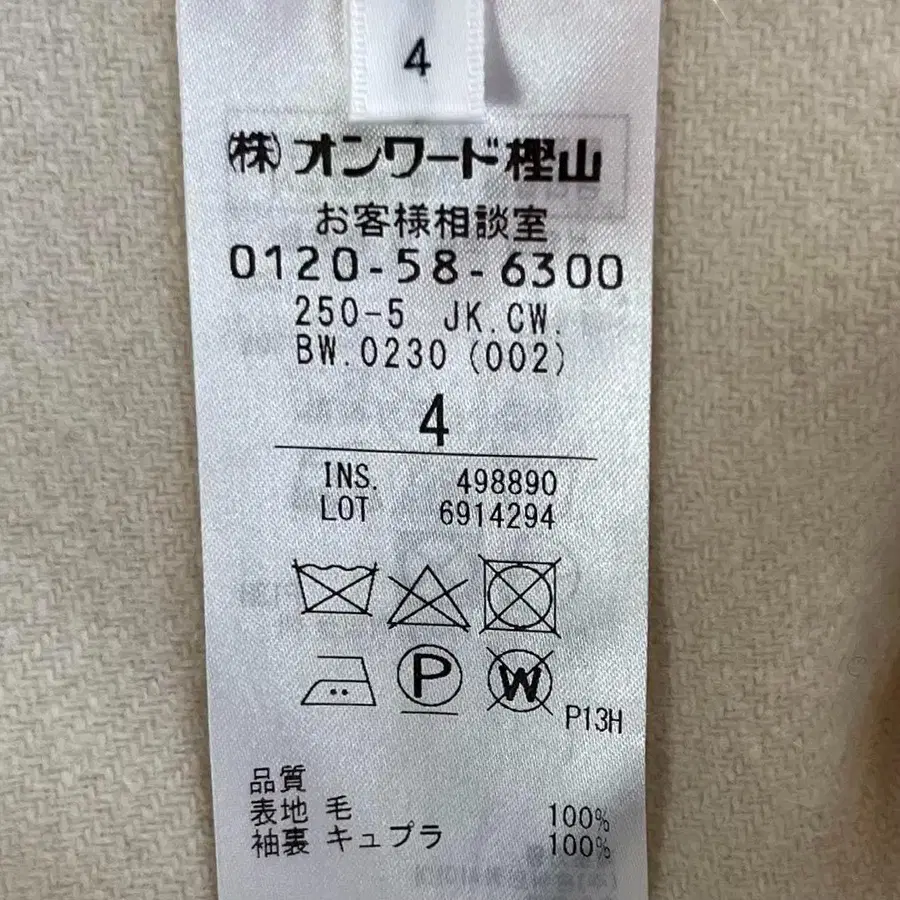 4
㈱オンワード樫山
お客様相談室
0120-58-6300
250-5 JK.CW.
BW.0230 (002)
4
INS. 498890
LOT 6914294
P
W
P13H
品質
表地 毛 100%
袖裏 キュプラ 100%